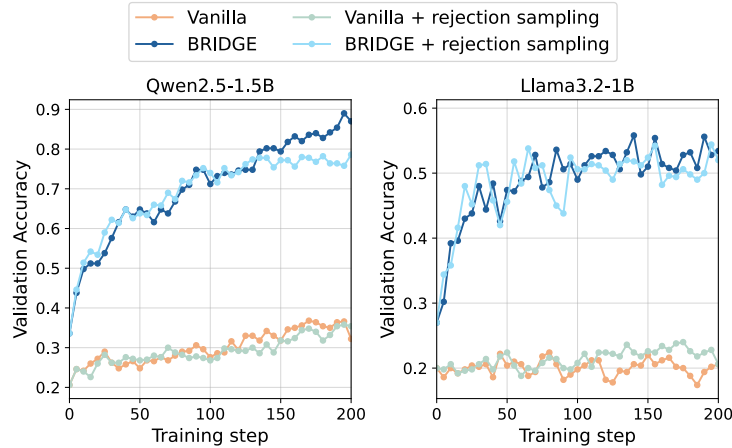 Vanilla
BRIDGE
Vanilla + rejection sampling
BRIDGE + rejection sampling
Qwen2.5-1.5B
Validation Accuracy
0.9
0.8
0.7
0.6
0.5
0.4
0.3
0.2
0 50 100 150 200
Training step
Llama3.2-1B
Validation Accuracy
0.6
0.5
0.4
0.3
0.2
0 50 100 150 200
Training step